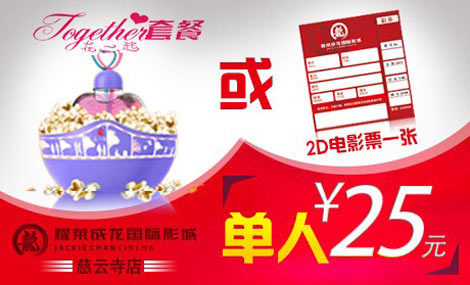 Together套餐
在一起
或
2D电影票一张
耀莱成龙国际影城
JACKIE CHAN CINEMA
慈云寺店
单人¥25元